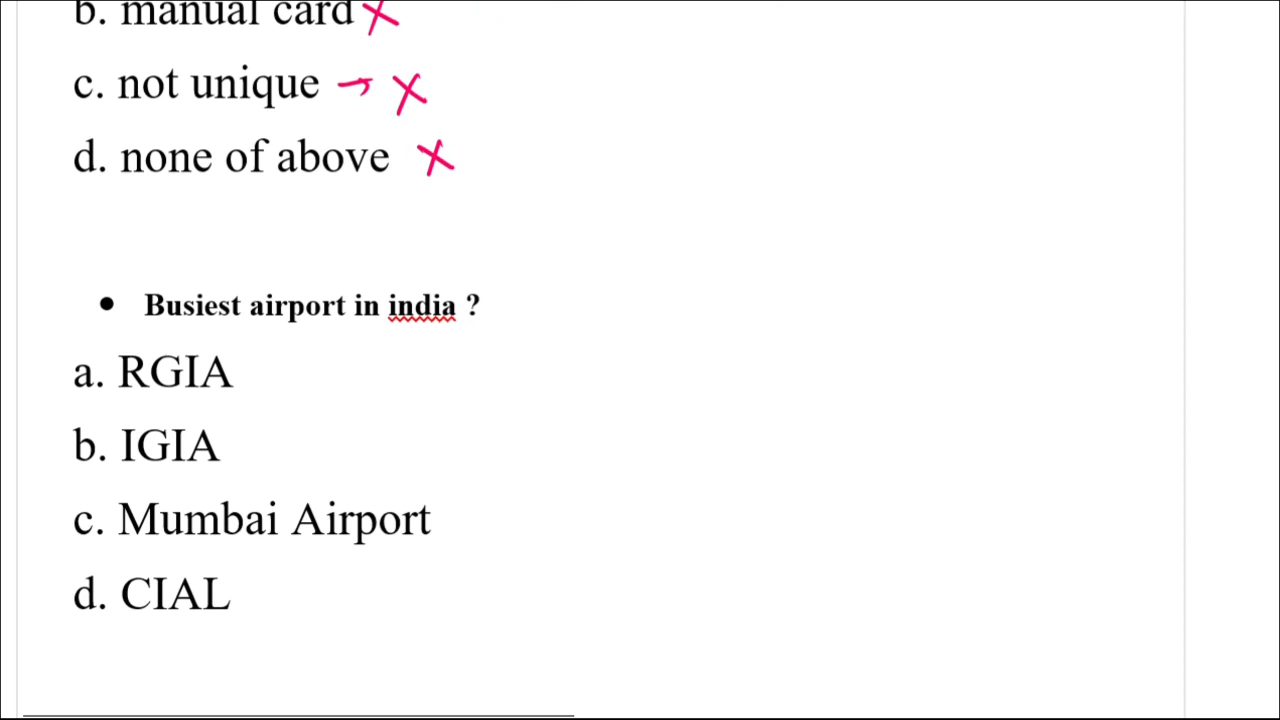 b. manual card
c. not unique
d. none of above
• Busiest airport in india ?
a. RGIA
b. IGIA
c. Mumbai Airport
d. CIAL